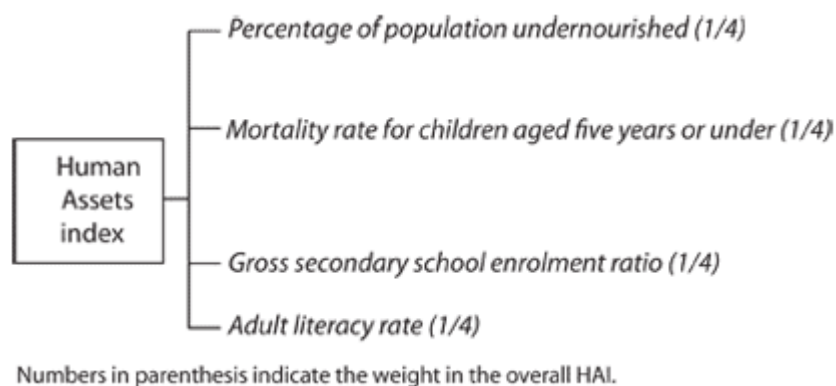 Percentage of population undernourished (1/4)
Mortality rate for children aged five years or under (1/4)
Human
Assets
index
Gross secondary school enrolment ratio (1/4)
Adult literacy rate (1/4)
Numbers in parenthesis indicate the weight in the overall HAI.